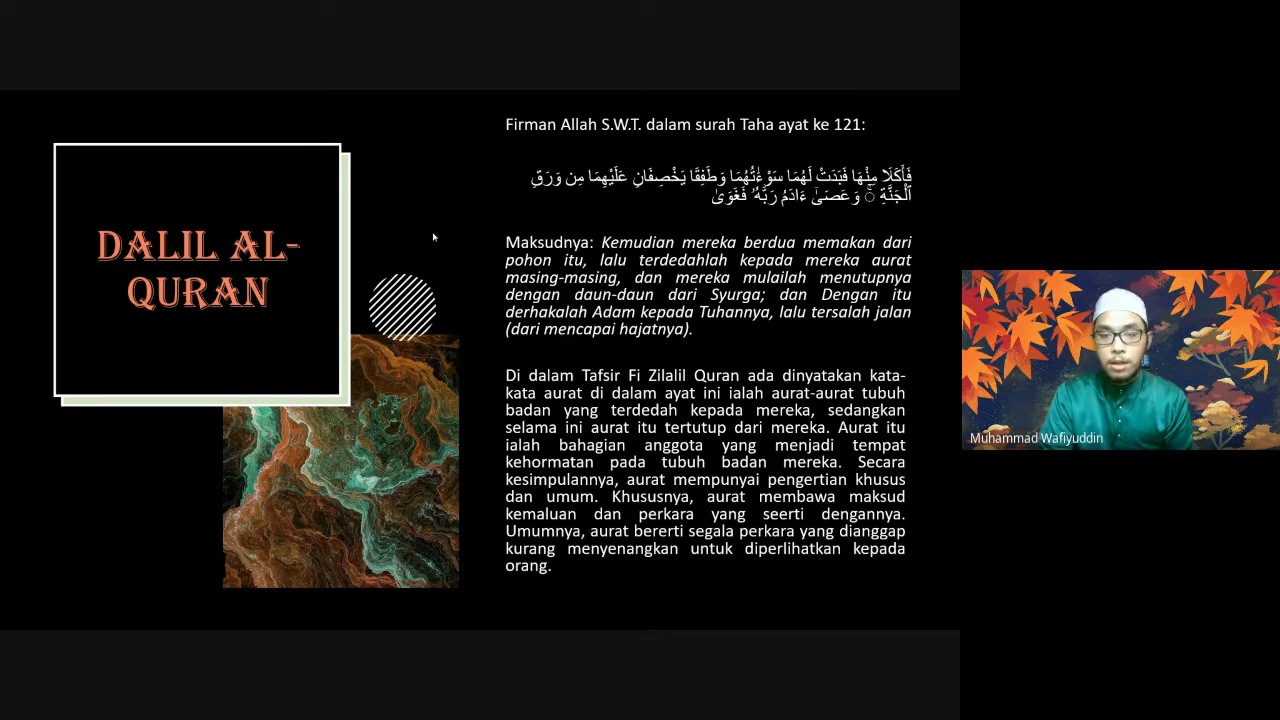 DALIL AL-
QURAN
Firman Allah S.W.T. dalam surah Taha ayat ke 121:
فَأَكَلَا مِنْهَا فَبَدَتْ لَهُمَا سَوْءَٰتُهُمَا وَطَفِقَا يَخْصِفَانِ عَلَيْهِمَا مِن وَرَقِ
ٱلْجَنَّةِ ۚ وَعَصَىٰٓ ءَادَمُ رَبَّهُۥ فَغَوَىٰ
Maksudnya: Kemudian mereka berdua memakan dari
pohon itu, lalu terdedahlah kepada mereka aurat
masing-masing, dan mereka mulailah menutupnya
dengan daun-daun dari Syurga; dan Dengan itu
derhakalah Adam kepada Tuhannya, lalu tersalah jalan
(dari mencapai hajatnya).
Di dalam Tafsir Fi Zilalil Quran ada dinyatakan kata-
kata aurat di dalam ayat ini ialah aurat-aurat tubuh
badan yang terdedah kepada mereka, sedangkan
selama ini aurat itu tertutup dari mereka. Aurat itu
ialah bahagian anggota yang menjadi tempat
kehormatan pada tubuh badan mereka. Secara
kesimpulannya, aurat mempunyai pengertian khusus
dan umum. Khususnya, aurat membawa maksud
kemaluan dan perkara yang seerti dengannya.
Umumnya, aurat bererti segala perkara yang dianggap
kurang menyenangkan untuk diperlihatkan kepada
orang.
Muhammad Wafiyuddin